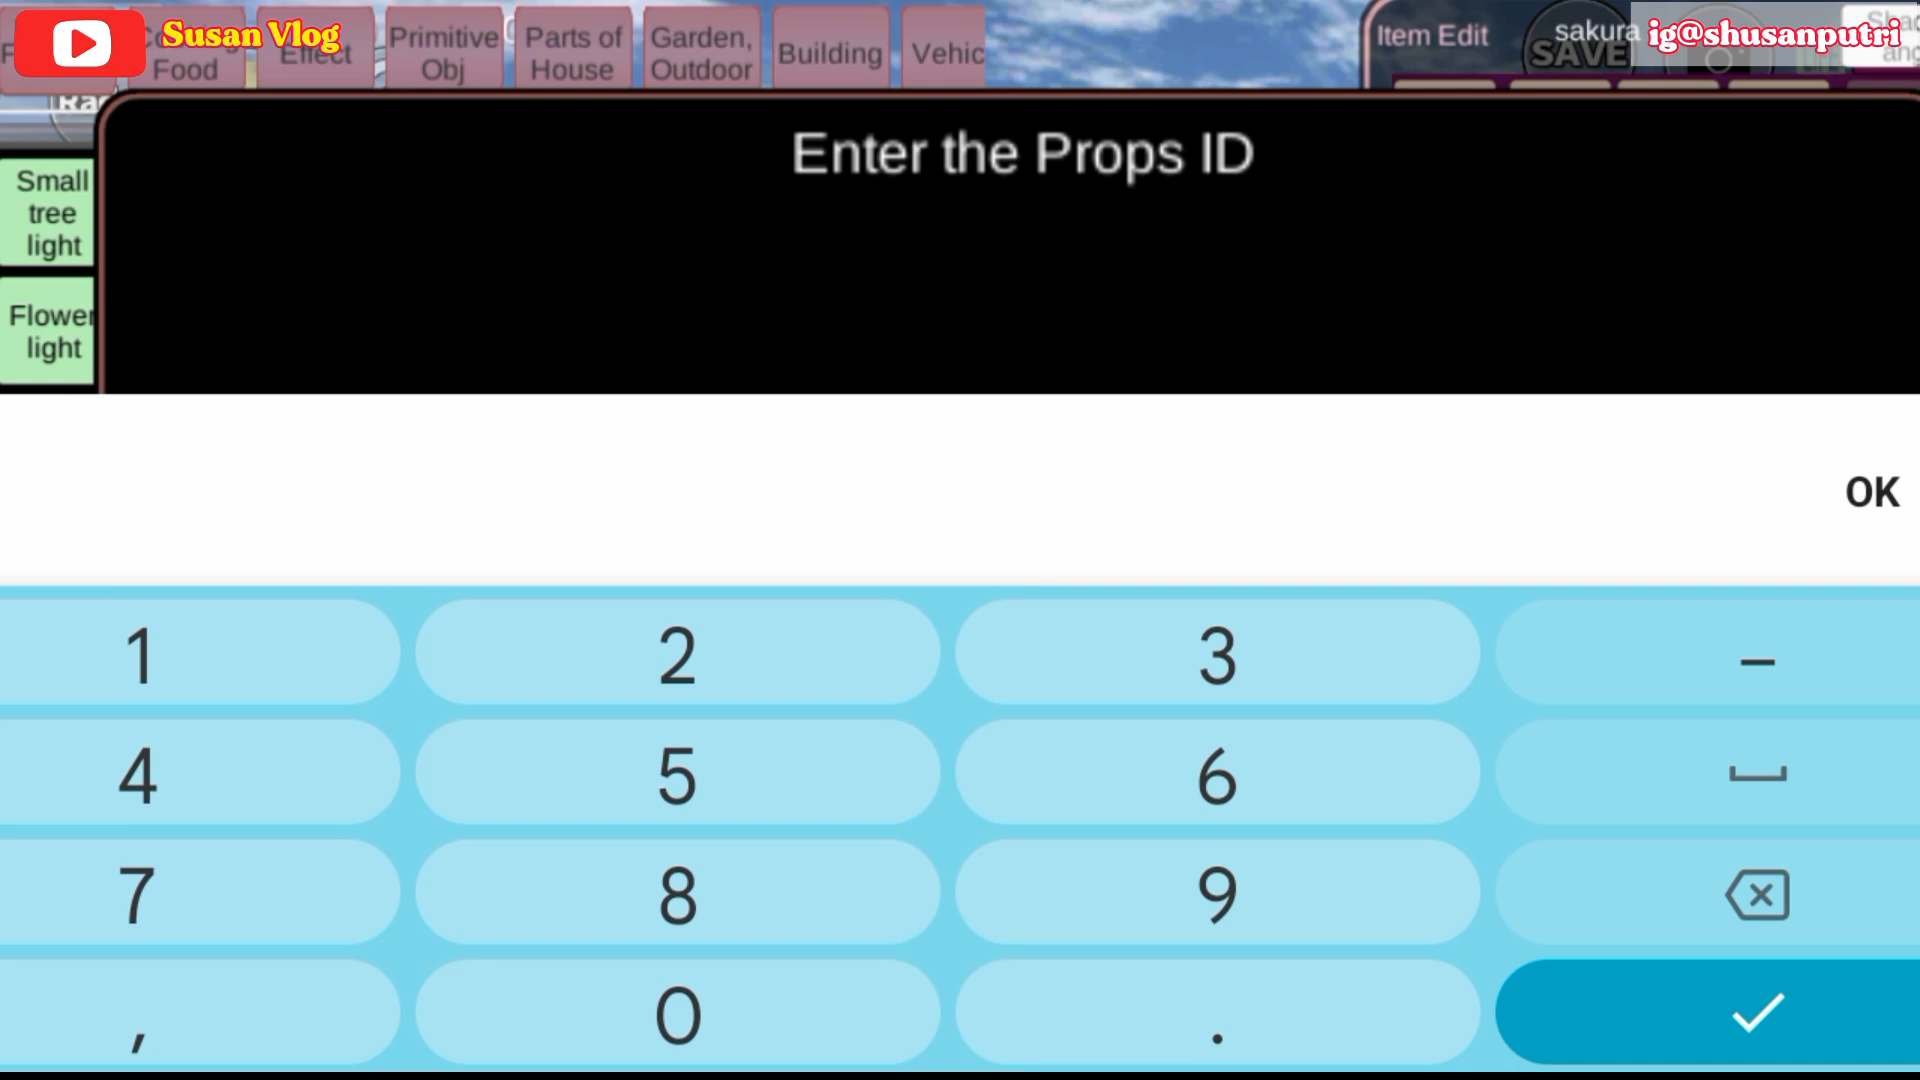 Susan Vlog
Food
Effect
Primitive
Obj
Parts of
House
Garden,
Outdoor
Building
Vehic
Item Edit
SAVE
sakura
ig@shusanputri
Enter the Props ID
Small
tree
light
Flower
light
OK
1 2 3 –
4 5 6
7 8 9
, 0 .